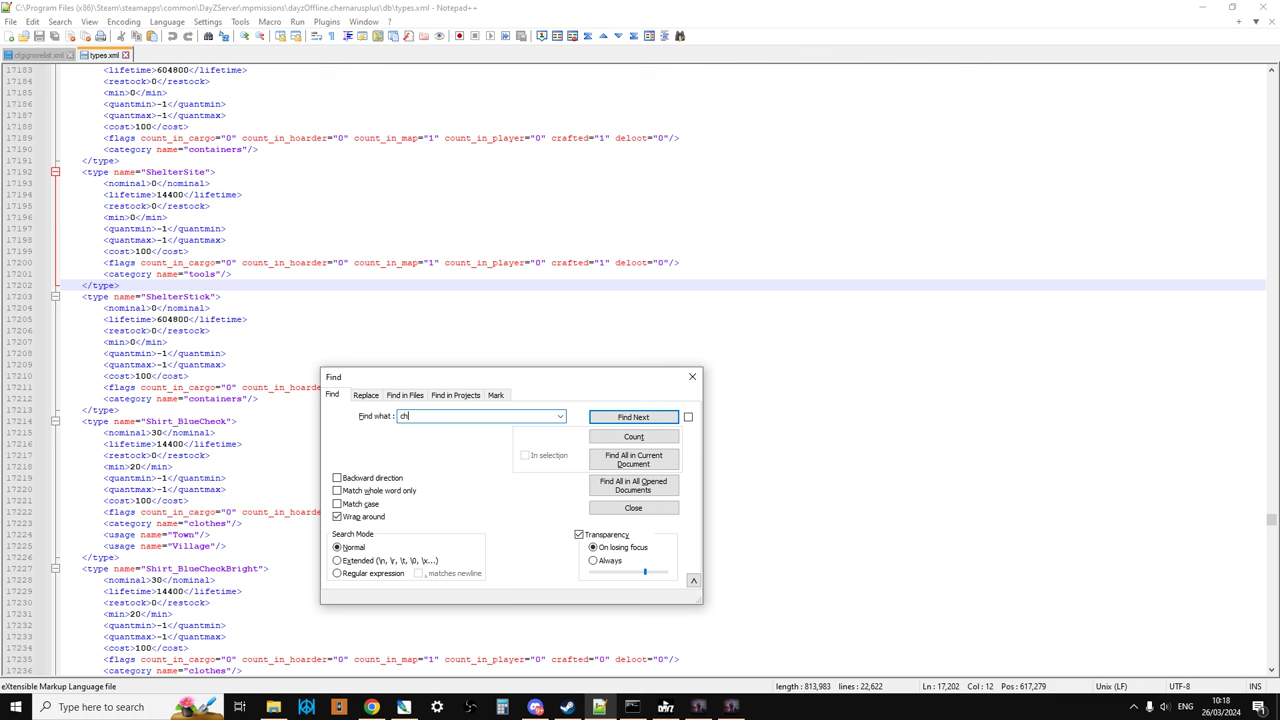 C:\Program Files (x86)\Steam\steamapps\common\DayZServer\mpmissions\dayzOffline.chernarusplus\db\types.xml - Notepad++
File Edit Search View Encoding Language Settings Tools Macro Run Plugins Window ?
cfgignorelist.xml types.xml
17183 <lifetime>604800</lifetime>
17184 <restock>0</restock>
17185 <min>0</min>
17186 <quantmin>-1</quantmin>
17187 <quantmax>-1</quantmax>
17188 <cost>100</cost>
17189 <flags count_in_cargo="0" count_in_hoarder="0" count_in_map="1" count_in_player="0" crafted="1" deloot="0"/>
17190 <category name="containers"/>
17191 </type>
17192 <type name="ShelterSite">
17193 <nominal>0</nominal>
17194 <lifetime>14400</lifetime>
17195 <restock>0</restock>
17196 <min>0</min>
17197 <quantmin>-1</quantmin>
17198 <quantmax>-1</quantmax>
17199 <cost>100</cost>
17200 <flags count_in_cargo="0" count_in_hoarder="0" count_in_map="1" count_in_player="0" crafted="1" deloot="0"/>
17201 <category name="tools"/>
17202 </type>
17203 <type name="ShelterStick">
17204 <nominal>0</nominal>
17205 <lifetime>604800</lifetime>
17206 <restock>0</restock>
17207 <min>0</min>
17208 <quantmin>-1</quantmin>
17209 <quantmax>-1</quantmax>
17210 <cost>100</cost>
17211 <flags count_in_cargo="0" c
17212 <category name="containers"/>
17213 </type>
17214 <type name="Shirt_BlueCheck">
17215 <nominal>30</nominal>
17216 <lifetime>14400</lifetime>
17217 <restock>0</restock>
17218 <min>20</min>
17219 <quantmin>-1</quantmin>
17220 <quantmax>-1</quantmax>
17221 <cost>100</cost>
17222 <flags count_in_cargo="0" c
17223 <category name="clothes"/>
17224 <usage name="Town"/>
17225 <usage name="Village"/>
17226 </type>
17227 <type name="Shirt_BlueCheckBright">
17228 <nominal>30</nominal>
17229 <lifetime>14400</lifetime>
17230 <restock>0</restock>
17231 <min>20</min>
17232 <quantmin>-1</quantmin>
17233 <quantmax>-1</quantmax>
17234 <cost>100</cost>
17235 <flags count_in_cargo="0" count_in_hoarder="0" count_in_map="1" count_in_player="0" crafted="0" deloot="0"/>
17236 <category name="clothes"/>
Find
Find Replace Find in Files Find in Projects Mark
Find what : ch
Find Next
Count
In selection
Find All in Current Document
Find All in All Opened Documents
Close
Backward direction
Match whole word only
Match case
Wrap around
Search Mode
Normal
Extended (\n, \r, \t, \0, \x...)
Regular expression . matches newline
Transparency
On losing focus
Always
eXtensible Markup Language file length : 813,983 lines : 22,622 Ln : 17,202 Col : 12 Pos : 617,279 Unix (LF) UTF-8 INS
Type here to search
ENG
10:18
26/03/2024